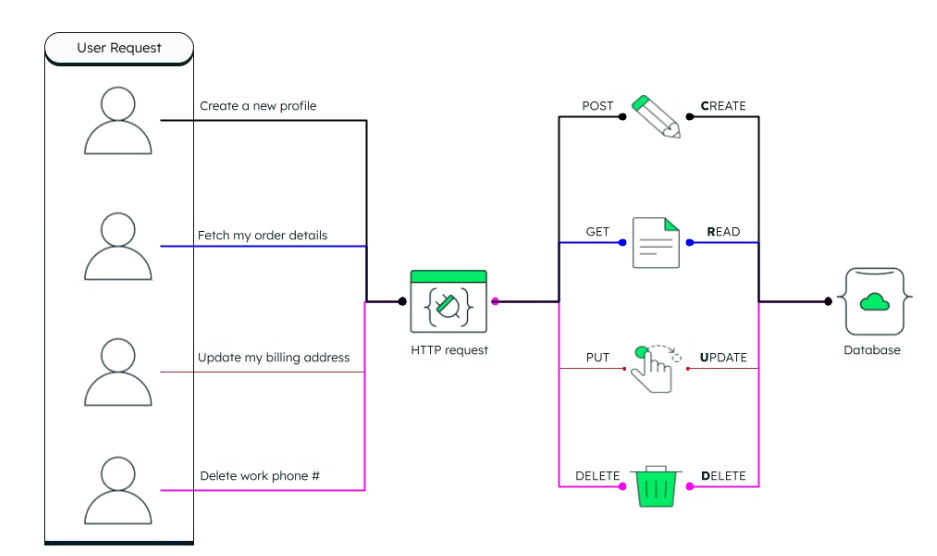 User Request
Create a new profile
POST
CREATE
Fetch my order details
GET
READ
HTTP request
Database
Update my billing address
PUT
UPDATE
Delete work phone #
DELETE
DELETE